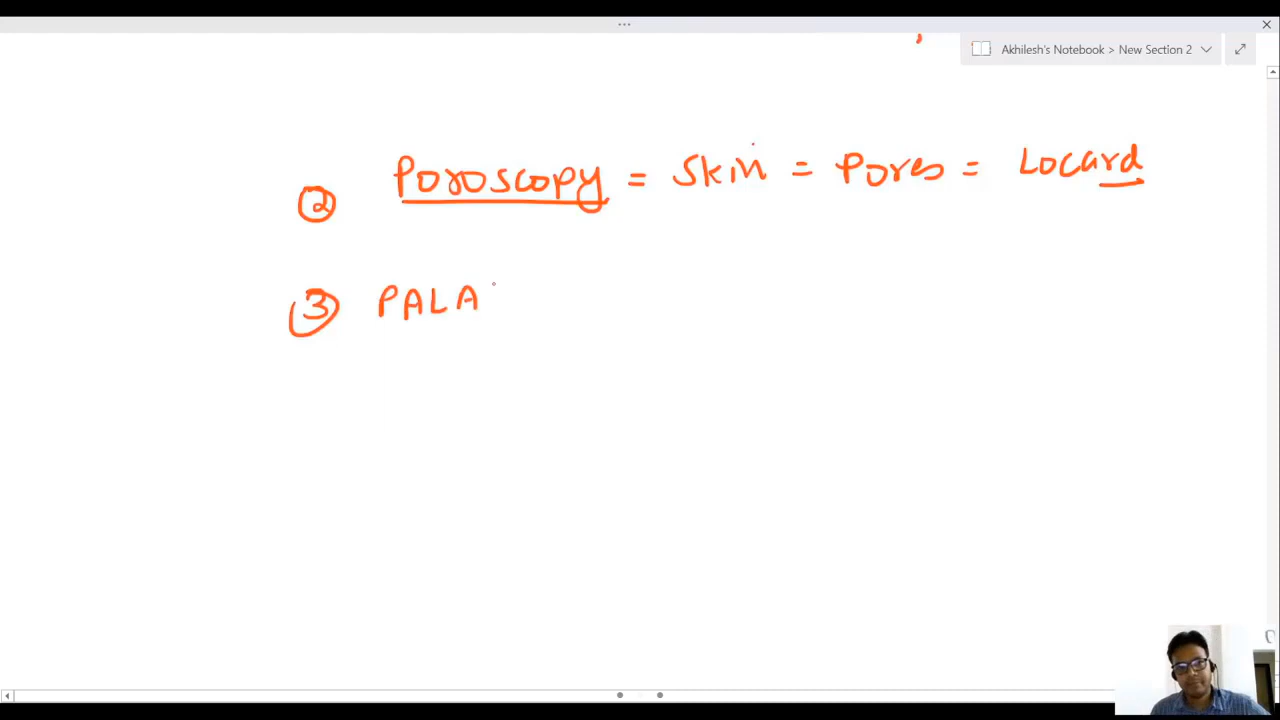 Akhilesh's Notebook > New Section 2
② Poroscopy = Skin = Pores = Locard
③ PALA